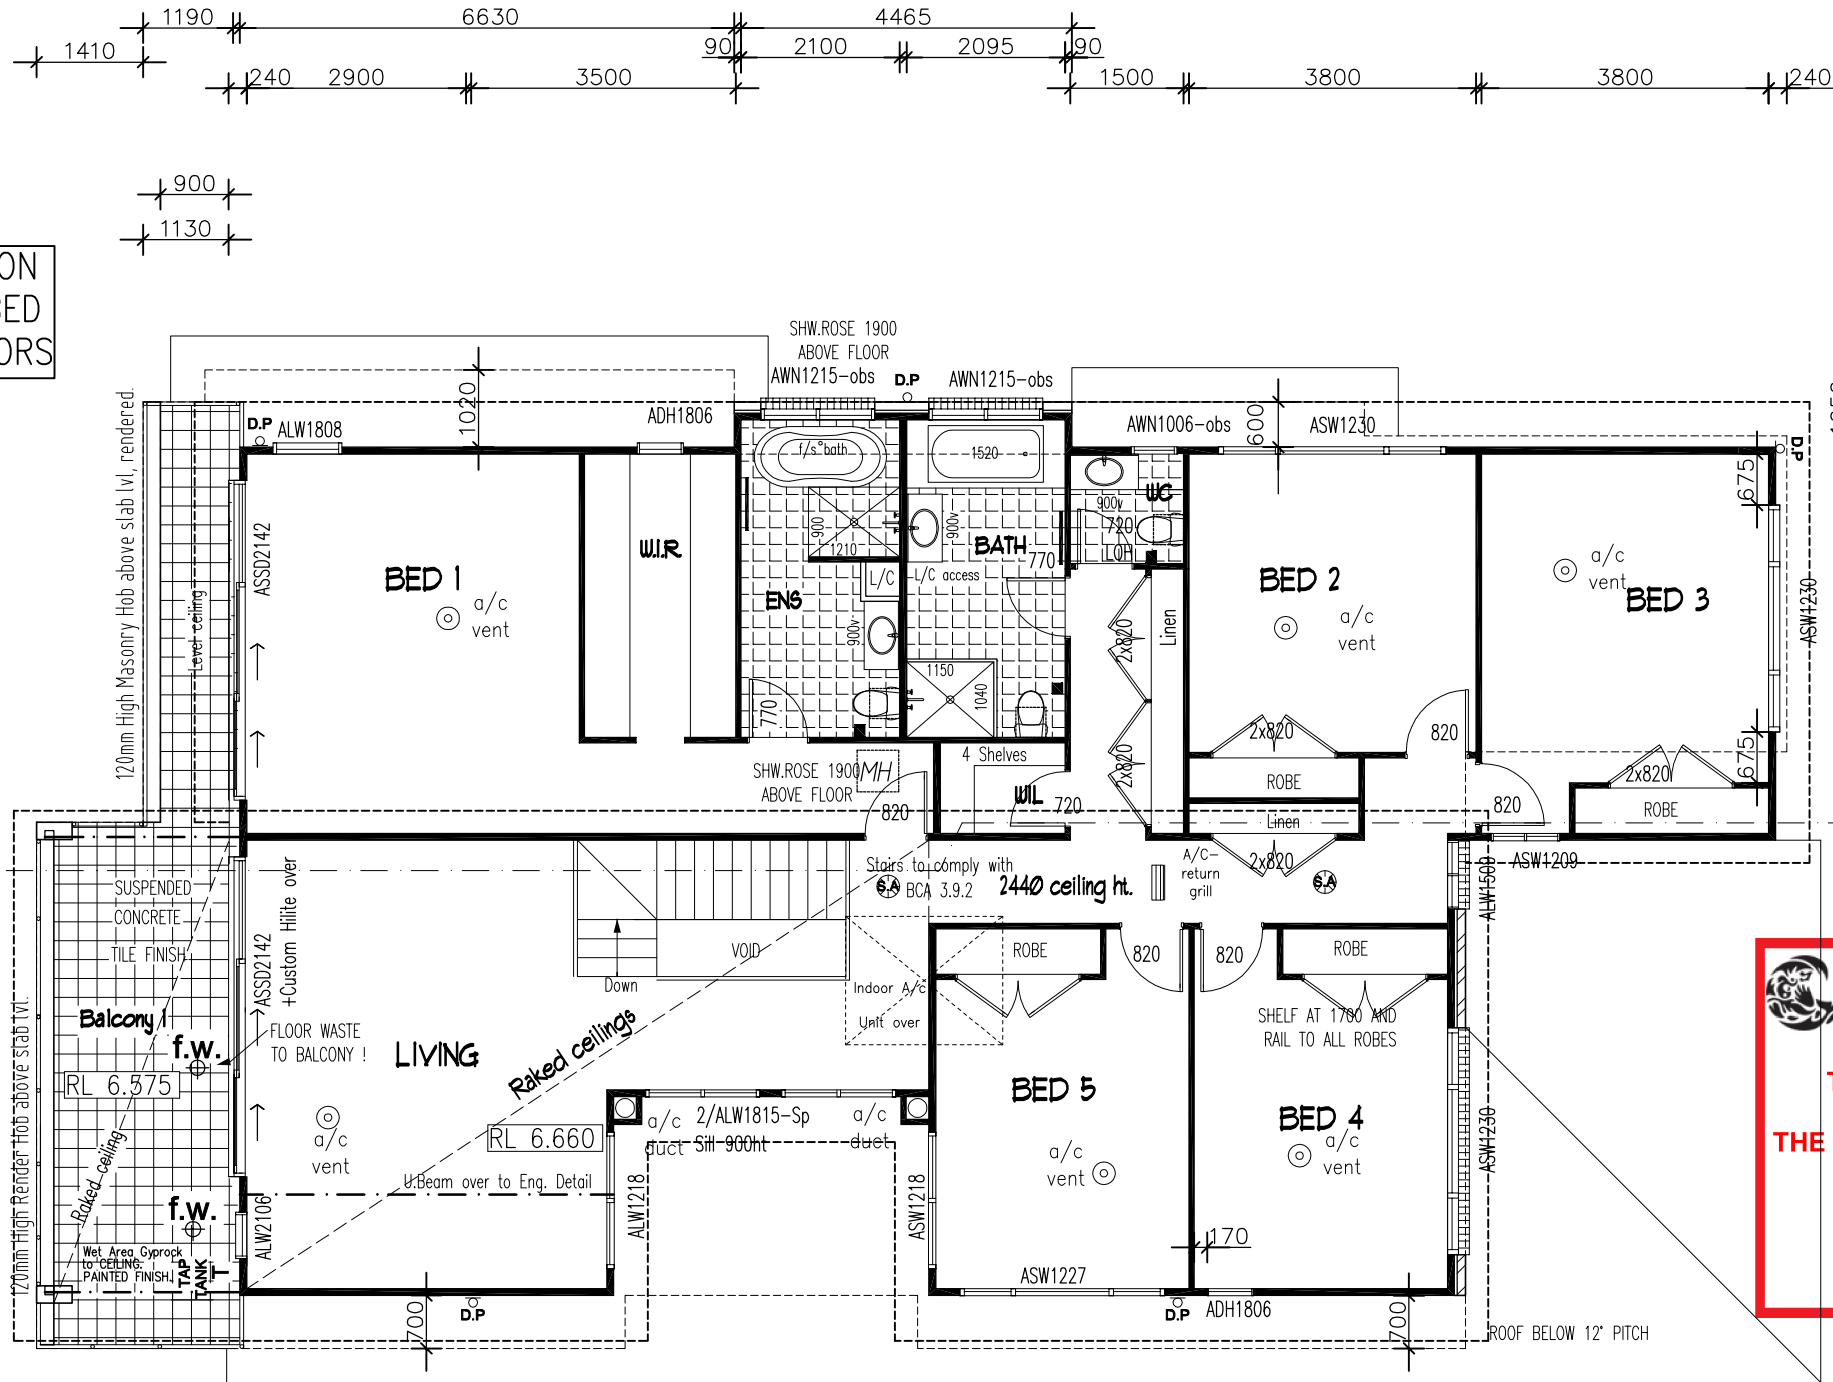 1190 6630 4465
1410 90 2100 2095 90
240 2900 3500 1500 3800 3800 240
900
1130
ON
ED
ORS
SHW.ROSE 1900
ABOVE FLOOR
AWN1215-obs D.P AWN1215-obs
120mm High Masonry Hob above slab lvl, rendered.
D.P ALW1808
1020
ADH1806
AWN1006-obs
600
ASW1230
D.P
675
f/s bath
1520
900v
WC
720
LOH
ASSD2142
Level ceiling
BED 1
a/c
vent
W.I.R
900
1210
ENS
L/C
900v
770
900v
BATH
770
L/C access
1150
1040
2x820
Linen
2x820
BED 2
a/c
vent
a/c
vent
BED 3
ASW1230
675
2x820
ROBE
820
2x820
ROBE
820
SHW.ROSE 1900
ABOVE FLOOR
MH
820
4 Shelves
WIL
720
Linen
2x820
ASW1209
ALW1509
SUSPENDED
CONCRETE
TILE FINISH
Balcony 1
f.w.
RL 6.575
120mm High Render Hob above slab lvl.
Raked ceiling
f.w.
Wet Area Gyprock
to CEILING.
PAINTED FINISH.
TAP
TANK
T
ASSD2142
+Custom Hilite over
FLOOR WASTE
TO BALCONY !
LIVING
a/c
vent
ALW2106
Down
VOID
Stairs to comply with
S.A BCA 3.9.2
2440 ceiling ht.
A/C-
return
grill
S.A
Indoor A/c
Unit over
Raked ceilings
RL 6.660
U.Beam over to Eng. Detail
a/c
duct
2/ALW1815-Sp
Sill 900ht
a/c
duct
ALW1218
ASW1218
ROBE
820
820
ROBE
SHELF AT 1700 AND
RAIL TO ALL ROBES
BED 5
a/c
vent
BED 4
a/c
vent
ASW1230
170
ASW1227
700
D.P
D.P
ADH1806
700
ROOF BELOW 12° PITCH
THE